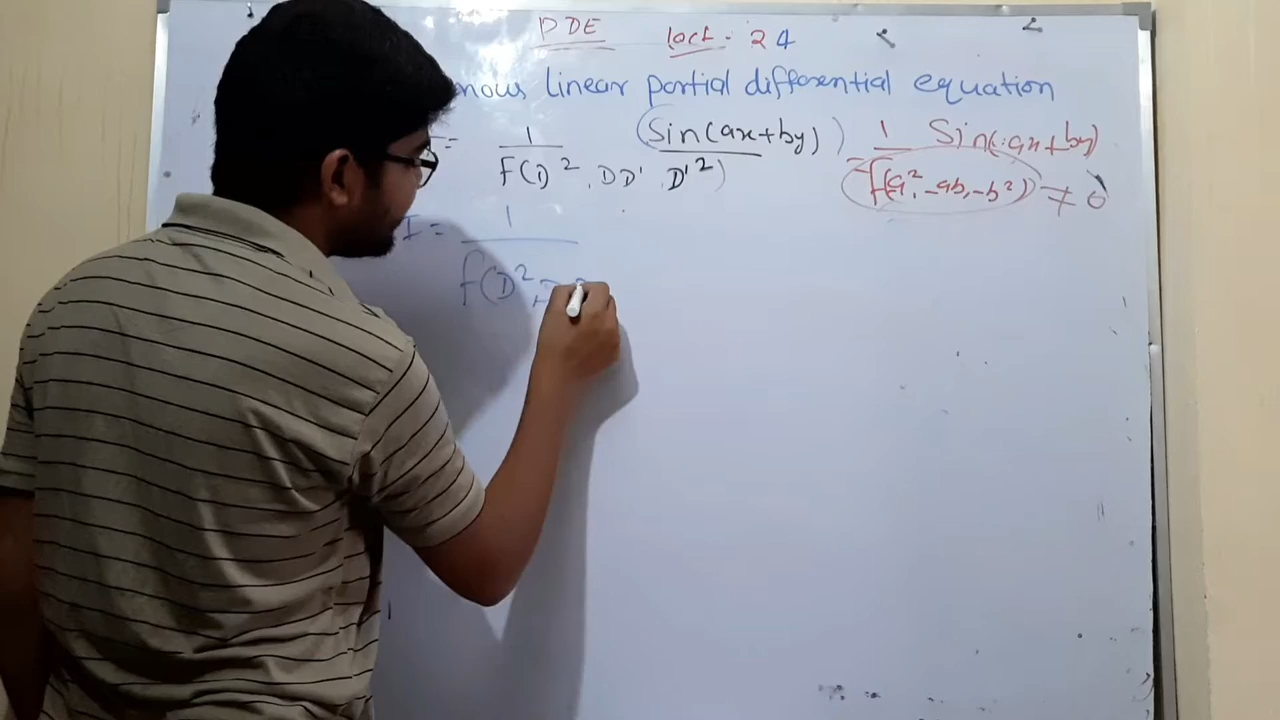 PDE lect - 24
nous linear partial differential equation
= 1 / F(D², DD', D'²) Sin(ax+by) = 1 / f(a², -ab, -b²) Sin(ax+by) ≠ 0
I = 1 / f(D²,